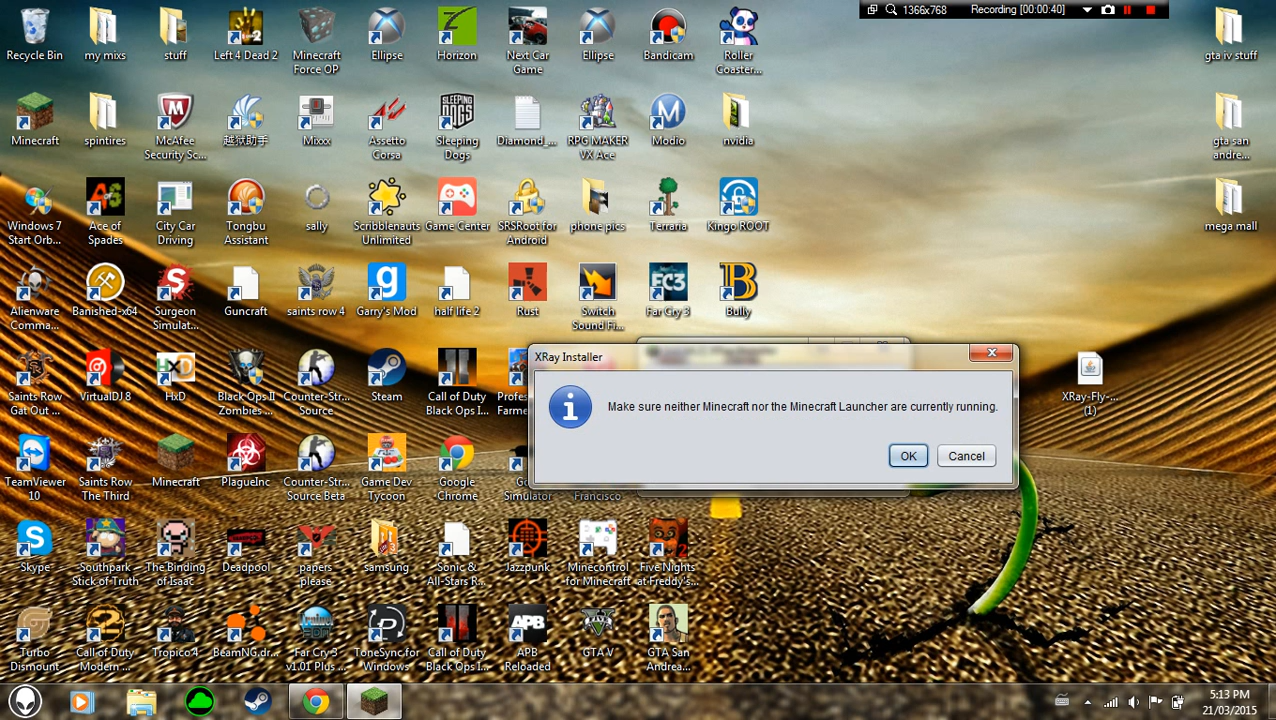 1366x768
Recording [00:00:40]
Recycle Bin
my mixs
stuff
Left 4 Dead 2
Minecraft
Force OP
Ellipse
Horizon
Next Car
Game
Ellipse
Bandicam
Roller
Coaster...
gta iv stuff
Minecraft
spintires
McAfee
Security Sc...
越狱助手
Mixxx
Assetto
Corsa
SLEEPING
DOGS
Sleeping
Dogs
Diamond_...
RPG MAKER
VX Ace
Modio
nvidia
gta san
andre...
Windows 7
Start Orb...
Ace of
Spades
City Car
Driving
Tongbu
Assistant
sally
Scribblenauts
Unlimited
Game Center
SRSRoot for
Android
phone pics
Terraria
Kingo ROOT
mega mall
Alienware
Comma...
Banished-x64
Surgeon
Simulat...
Guncraft
saints row 4
Garry's Mod
half life 2
Rust
Switch
Sound Fi...
FC3
Far Cry 3
Bully
XRay Installer
Make sure neither Minecraft nor the Minecraft Launcher are currently running.
OK
Cancel
XRay-Fly-...
(1)
Saints Row
Gat Out ...
VirtualDJ 8
HxD
Black Ops II
Zombies ...
Counter-Str...
Source
Steam
Call of Duty
Black Ops I...
Profes
Farme
TeamViewer
10
Saints Row
The Third
Minecraft
PlagueInc
Counter-Str...
Source Beta
Game Dev
Tycoon
Google
Chrome
Francisco
Skype
Southpark
Stick of Truth
The Binding
of Isaac
Deadpool
papers
please
samsung
Sonic &
All-Stars R...
Jazzpunk
Minecontrol
for Minecraft
Five Nights
at Freddy's...
Turbo
Dismount
Call of Duty
Modern ...
Tropico 4
BeamNG.dr...
Far Cry 3
v1.01 Plus ...
ToneSync for
Windows
Call of Duty
Black Ops I...
APB
APB
Reloaded
GTA V
GTA San
Andrea...
5:13 PM
21/03/2015